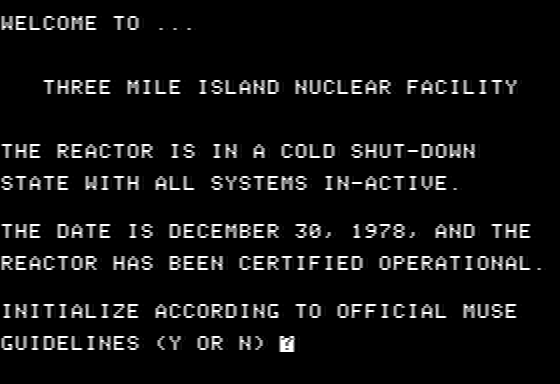 WELCOME TO ...
THREE MILE ISLAND NUCLEAR FACILITY
THE REACTOR IS IN A COLD SHUT-DOWN
STATE WITH ALL SYSTEMS IN-ACTIVE.
THE DATE IS DECEMBER 30, 1978, AND THE
REACTOR HAS BEEN CERTIFIED OPERATIONAL.
INITIALIZE ACCORDING TO OFFICIAL MUSE
GUIDELINES (Y OR N) ?